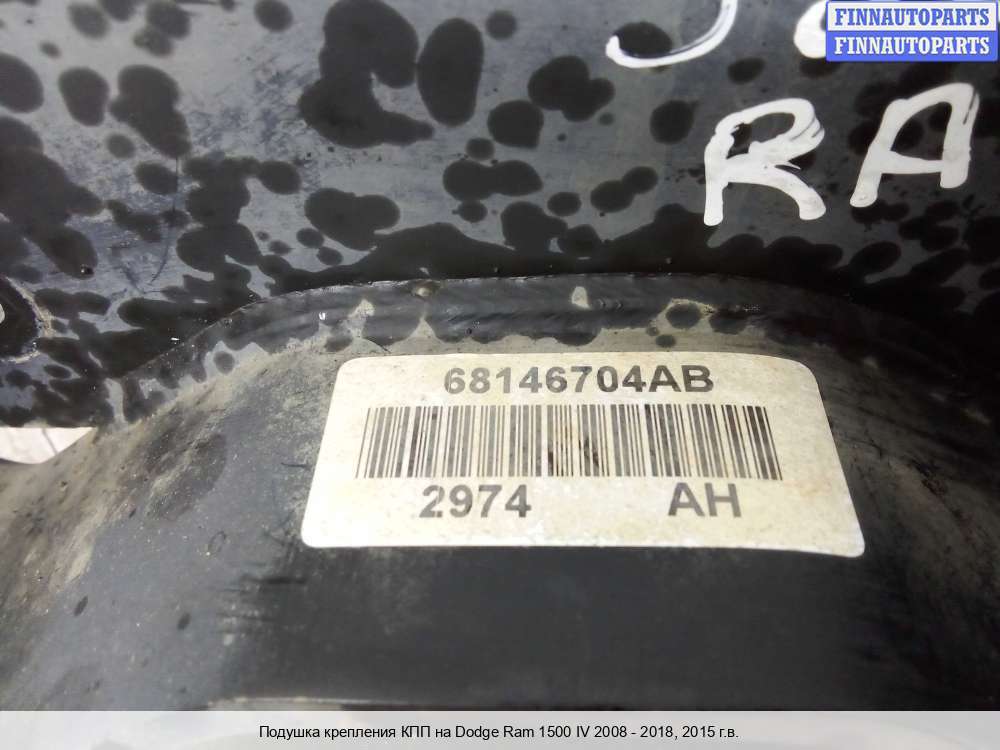 FINNAUTOPARTS
FINNAUTOPARTS
RA
68146704AB
2974 AH
Подушка крепления КПП на Dodge Ram 1500 IV 2008 - 2018, 2015 г.в.